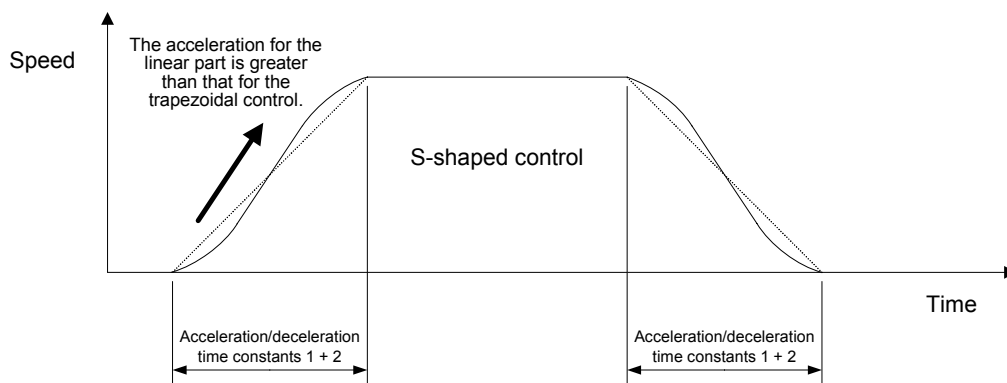 Speed
The acceleration for the
linear part is greater
than that for the
trapezoidal control.
S-shaped control
Time
Acceleration/deceleration
time constants 1 + 2
Acceleration/deceleration
time constants 1 + 2